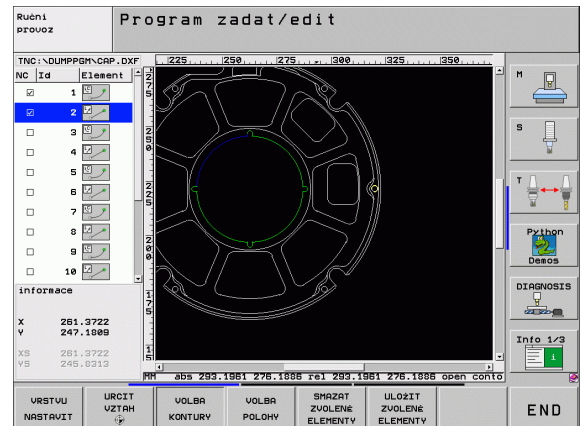 Ruční
provoz
Program zadat/edit
TNC:\DUMPPGM\CAP.DXF
NC Id Element
1
2
3
4
5
6
7
8
9
10
informace
X 261.3722
Y 247.1809
XS 261.3722
YS 245.0313
225 250 275 300 325 350
MM abs 293.1961 276.1886 rel 293.1961 276.1886 open conto
M
S
T
Python
Demos
DIAGNOSIS
Info 1/3
VRSTVU
NASTAVIT
URCIT
VZTAH
VOLBA
KONTURY
VOLBA
POLOHY
SMAZAT
ZVOLENÉ
ELEMENTY
ULOŽIT
ZVOLENÉ
ELEMENTY
END